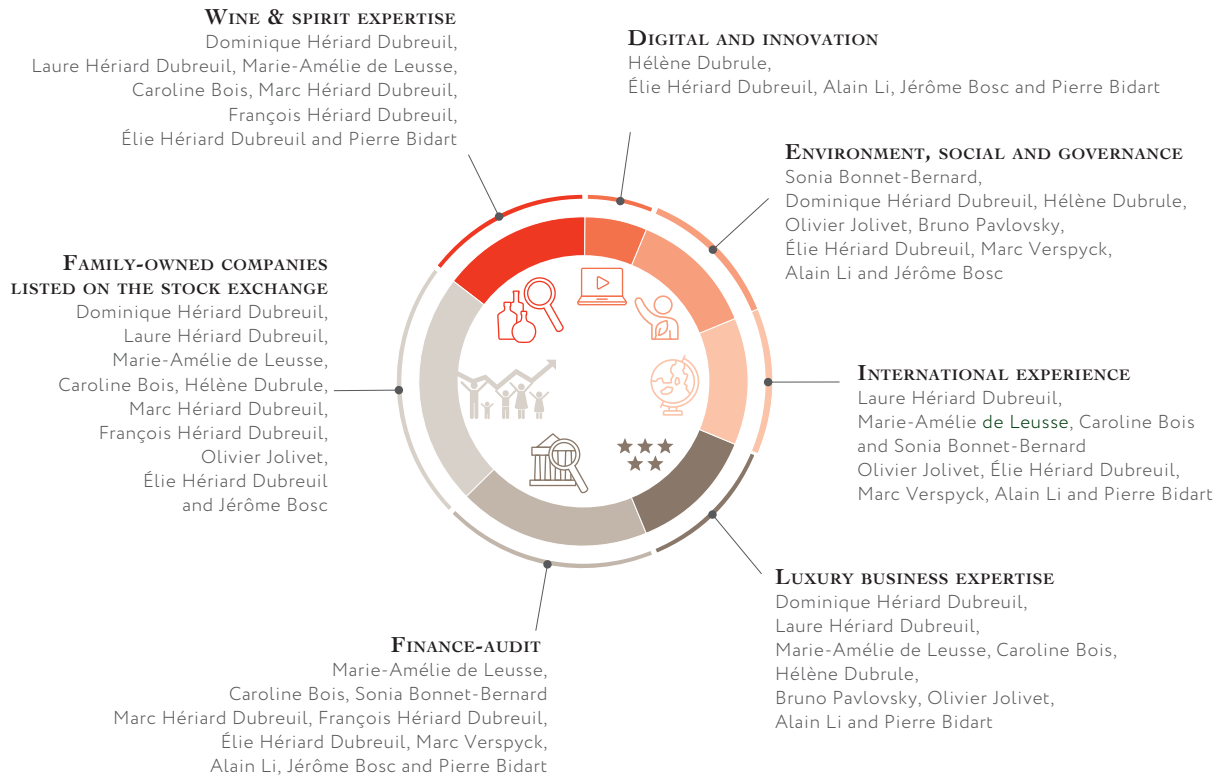 Wine & spirit expertise
Dominique Hériard Dubreuil,
Laure Hériard Dubreuil, Marie-Amélie de Leusse,
Caroline Bois, Marc Hériard Dubreuil,
François Hériard Dubreuil,
Élie Hériard Dubreuil and Pierre Bidart
Digital and innovation
Hélène Dubrule,
Élie Hériard Dubreuil, Alain Li, Jérôme Bosc and Pierre Bidart
Environment, social and governance
Sonia Bonnet-Bernard,
Dominique Hériard Dubreuil, Hélène Dubrule,
Olivier Jolivet, Bruno Pavlovsky,
Élie Hériard Dubreuil, Marc Verspyck,
Alain Li and Jérôme Bosc
Family-owned companies
listed on the stock exchange
Dominique Hériard Dubreuil,
Laure Hériard Dubreuil,
Marie-Amélie de Leusse,
Caroline Bois, Hélène Dubrule,
Marc Hériard Dubreuil,
François Hériard Dubreuil,
Olivier Jolivet,
Élie Hériard Dubreuil
and Jérôme Bosc
International experience
Laure Hériard Dubreuil,
Marie-Amélie de Leusse, Caroline Bois
and Sonia Bonnet-Bernard
Olivier Jolivet, Élie Hériard Dubreuil,
Marc Verspyck, Alain Li and Pierre Bidart
Luxury business expertise
Dominique Hériard Dubreuil,
Laure Hériard Dubreuil,
Marie-Amélie de Leusse, Caroline Bois,
Hélène Dubrule,
Bruno Pavlovsky, Olivier Jolivet,
Alain Li and Pierre Bidart
Finance-audit
Marie-Amélie de Leusse,
Caroline Bois, Sonia Bonnet-Bernard
Marc Hériard Dubreuil, François Hériard Dubreuil,
Élie Hériard Dubreuil, Marc Verspyck,
Alain Li, Jérôme Bosc and Pierre Bidart